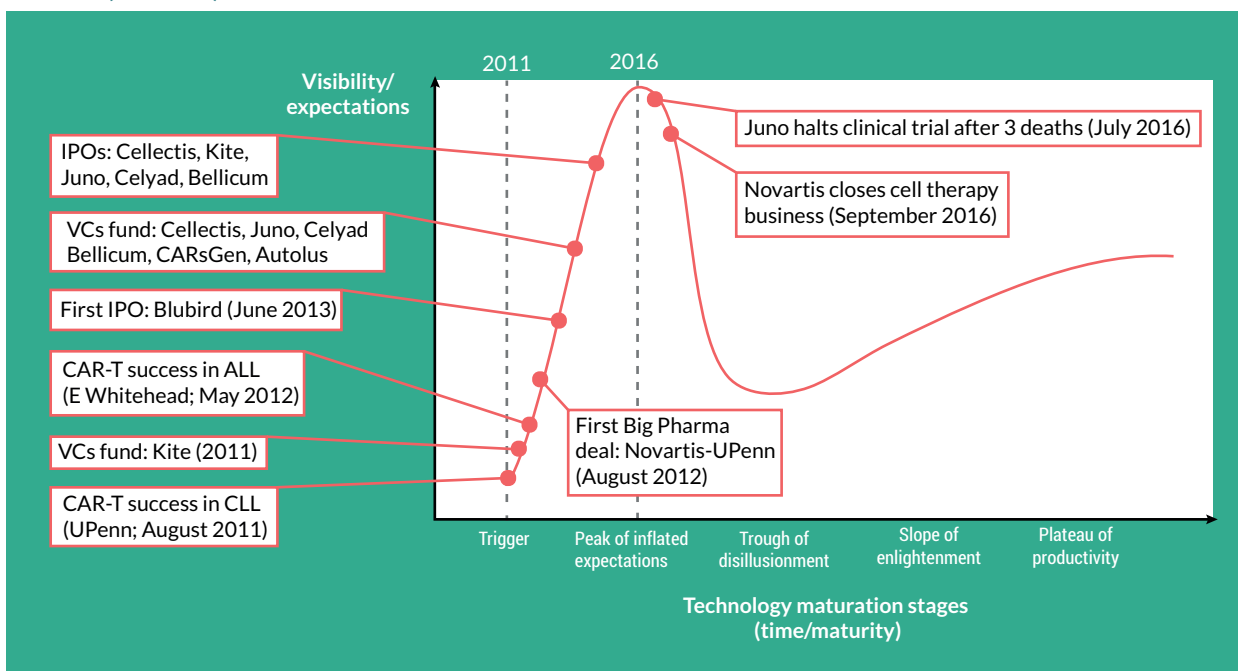 2011
2016
Visibility/
expectations
IPOs: Cellectis, Kite,
Juno, Celyad, Bellicum
VCs fund: Cellectis, Juno, Celyad
Bellicum, CARsGen, Autolus
First IPO: Blubird (June 2013)
CAR-T success in ALL
(E Whitehead; May 2012)
VCs fund: Kite (2011)
CAR-T success in CLL
(UPenn; August 2011)
Juno halts clinical trial after 3 deaths (July 2016)
Novartis closes cell therapy
business (September 2016)
First Big Pharma
deal: Novartis-UPenn
(August 2012)
Trigger
Peak of inflated
expectations
Trough of
disillusionment
Slope of
enlightenment
Plateau of
productivity
Technology maturation stages
(time/maturity)